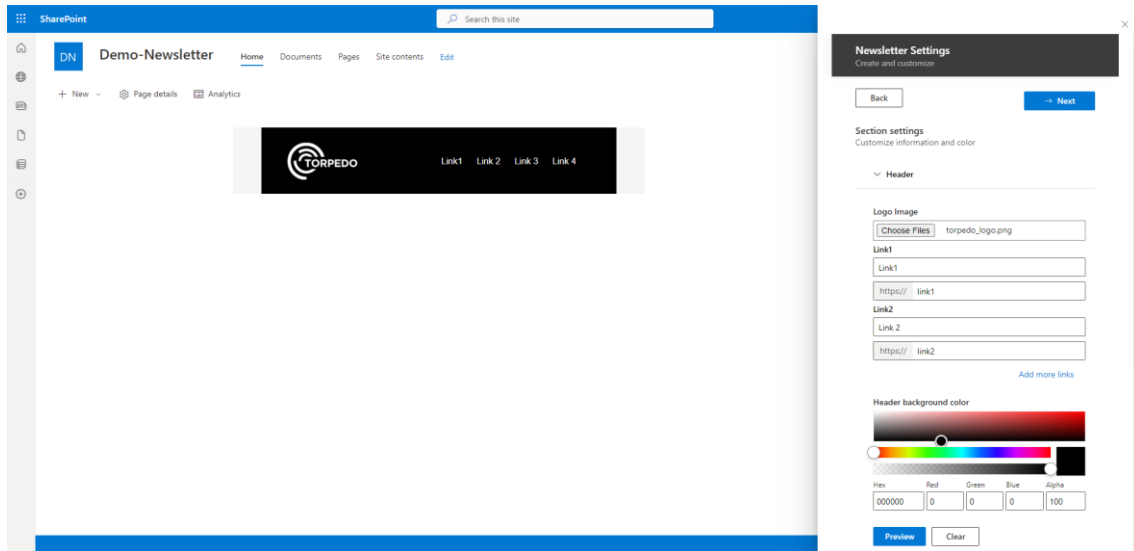 SharePoint
Search this site
DN
Demo-Newsletter
Home Documents Pages Site contents Edit
New Page details Analytics
TORPEDO
Link1 Link 2 Link 3 Link 4
Newsletter Settings
Create and customize
Back
→ Next
Section settings
Customize information and color
Header
Logo Image
Choose Files torpedo_logo.png
Link1
Link1
https:// link1
Link2
Link 2
https:// link2
Add more links
Header background color
Hex Red Green Blue Alpha
000000 0 0 0 100
Preview Clear